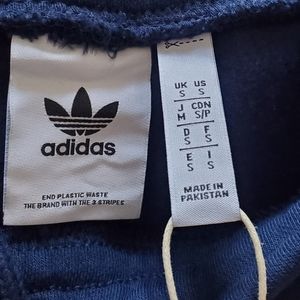 adidas
END PLASTIC WASTE
THE BRAND WITH THE 3 STRIPES
UK US
S S
J CDN
M S/P
D F
S S
E I
S S
MADE IN
PAKISTAN